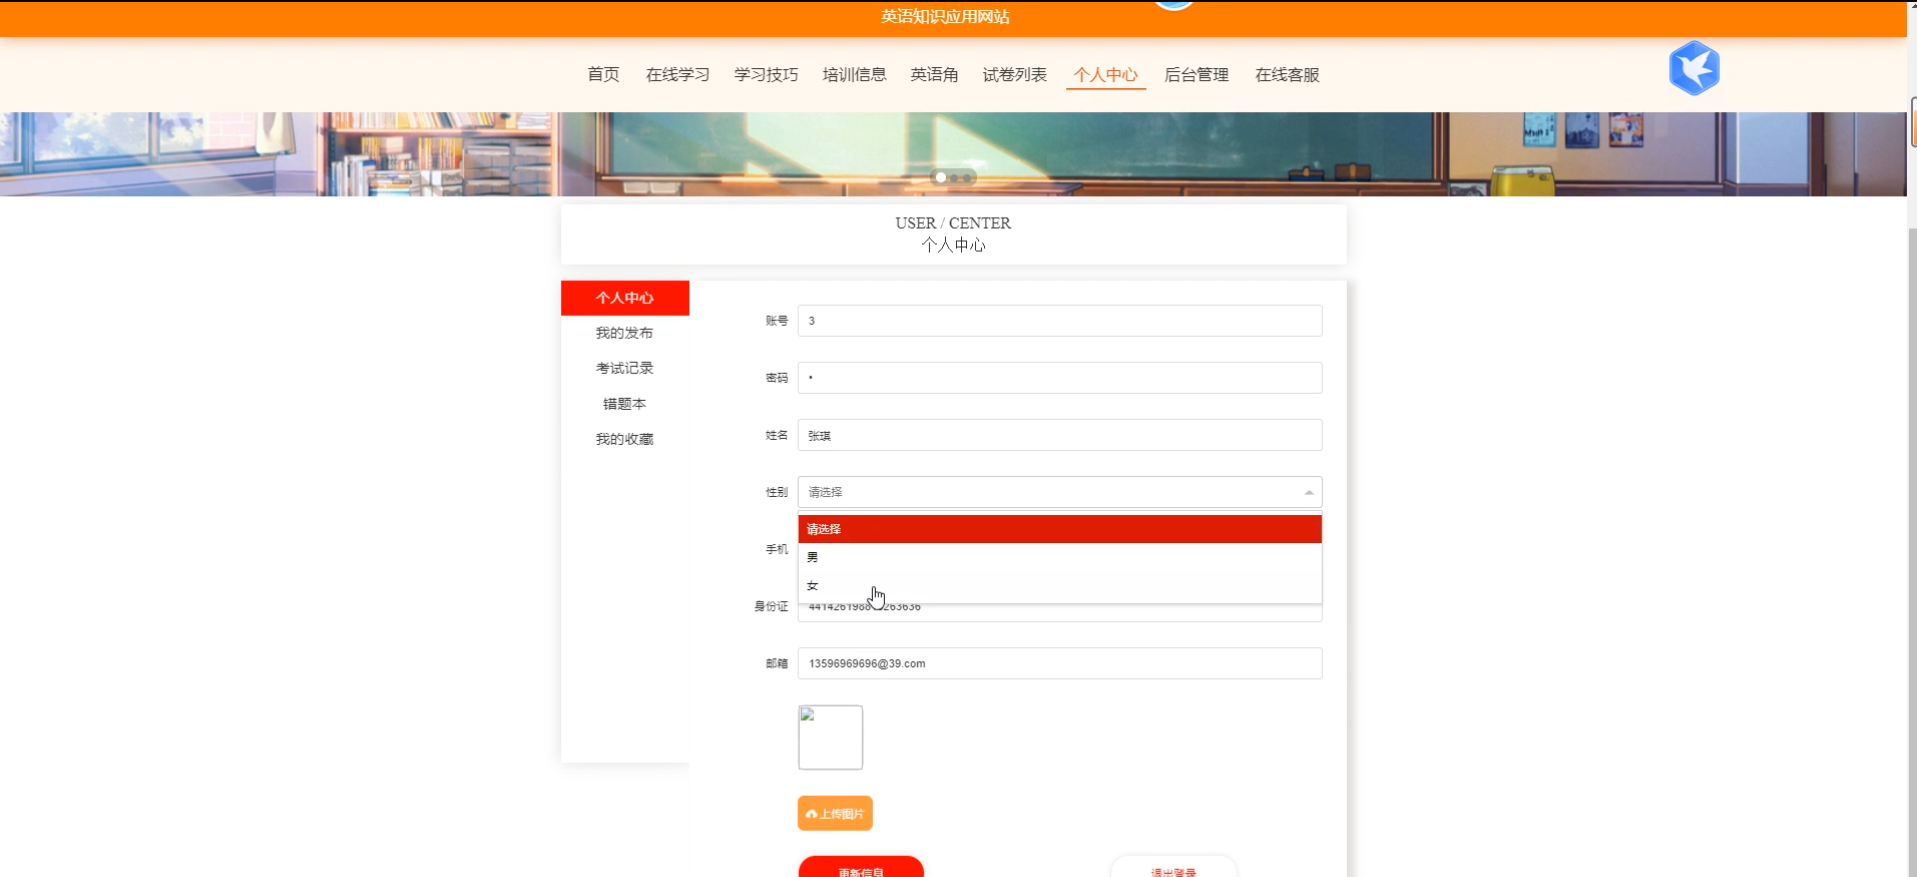 英语知识应用网站
首页 在线学习 学习技巧 培训信息 英语角 试卷列表 个人中心 后台管理 在线客服
USER / CENTER
个人中心
个人中心
我的发布
考试记录
错题本
我的收藏
账号 3
密码 •
姓名 张琪
性别 请选择
请选择
手机
男
女
身份证
邮箱 13596969696@39.com
上传图片
更新信息 退出登录